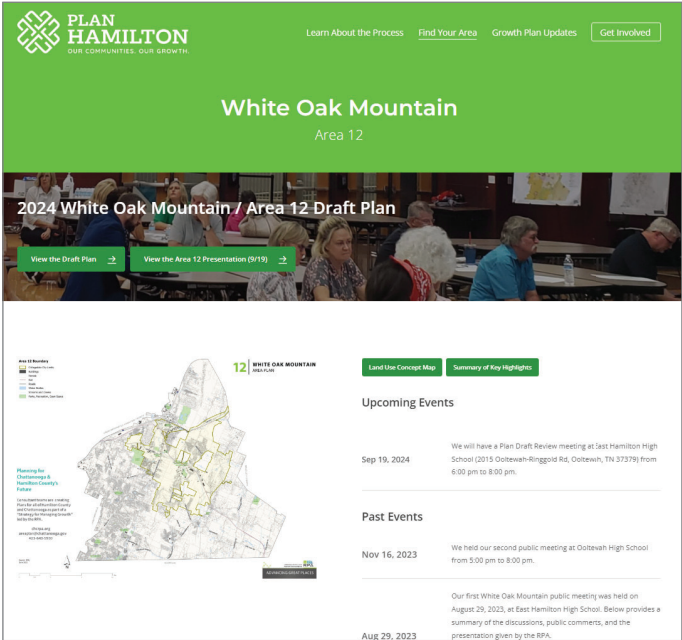 PLAN
HAMILTON
OUR COMMUNITIES. OUR GROWTH.
Learn About the Process
Find Your Area
Growth Plan Updates
Get Involved
White Oak Mountain
Area 12
2024 White Oak Mountain / Area 12 Draft Plan
View the Draft Plan →
View the Area 12 Presentation (9/19) →
Area 12 Boundary
12 WHITE OAK MOUNTAIN
AREA PLAN
Planning for
Chattanooga &
Hamilton County's
Future
ADVANCING GREAT PLACES
Land Use Concept Map
Summary of Key Highlights
Upcoming Events
Sep 19, 2024
We will have a Plan Draft Review meeting at East Hamilton High
School (2015 Ooltewah-Ringgold Rd, Ooltewah, TN 37379) from
6:00 pm to 8:00 pm.
Past Events
Nov 16, 2023
We held our second public meeting at Ooltewah High School
from 5:00 pm to 8:00 pm.
Aug 29, 2023
Our first White Oak Mountain public meeting was held on
August 29, 2023, at East Hamilton High School. Below provides a
summary of the discussions, public comments, and the
presentation given by the RPA.